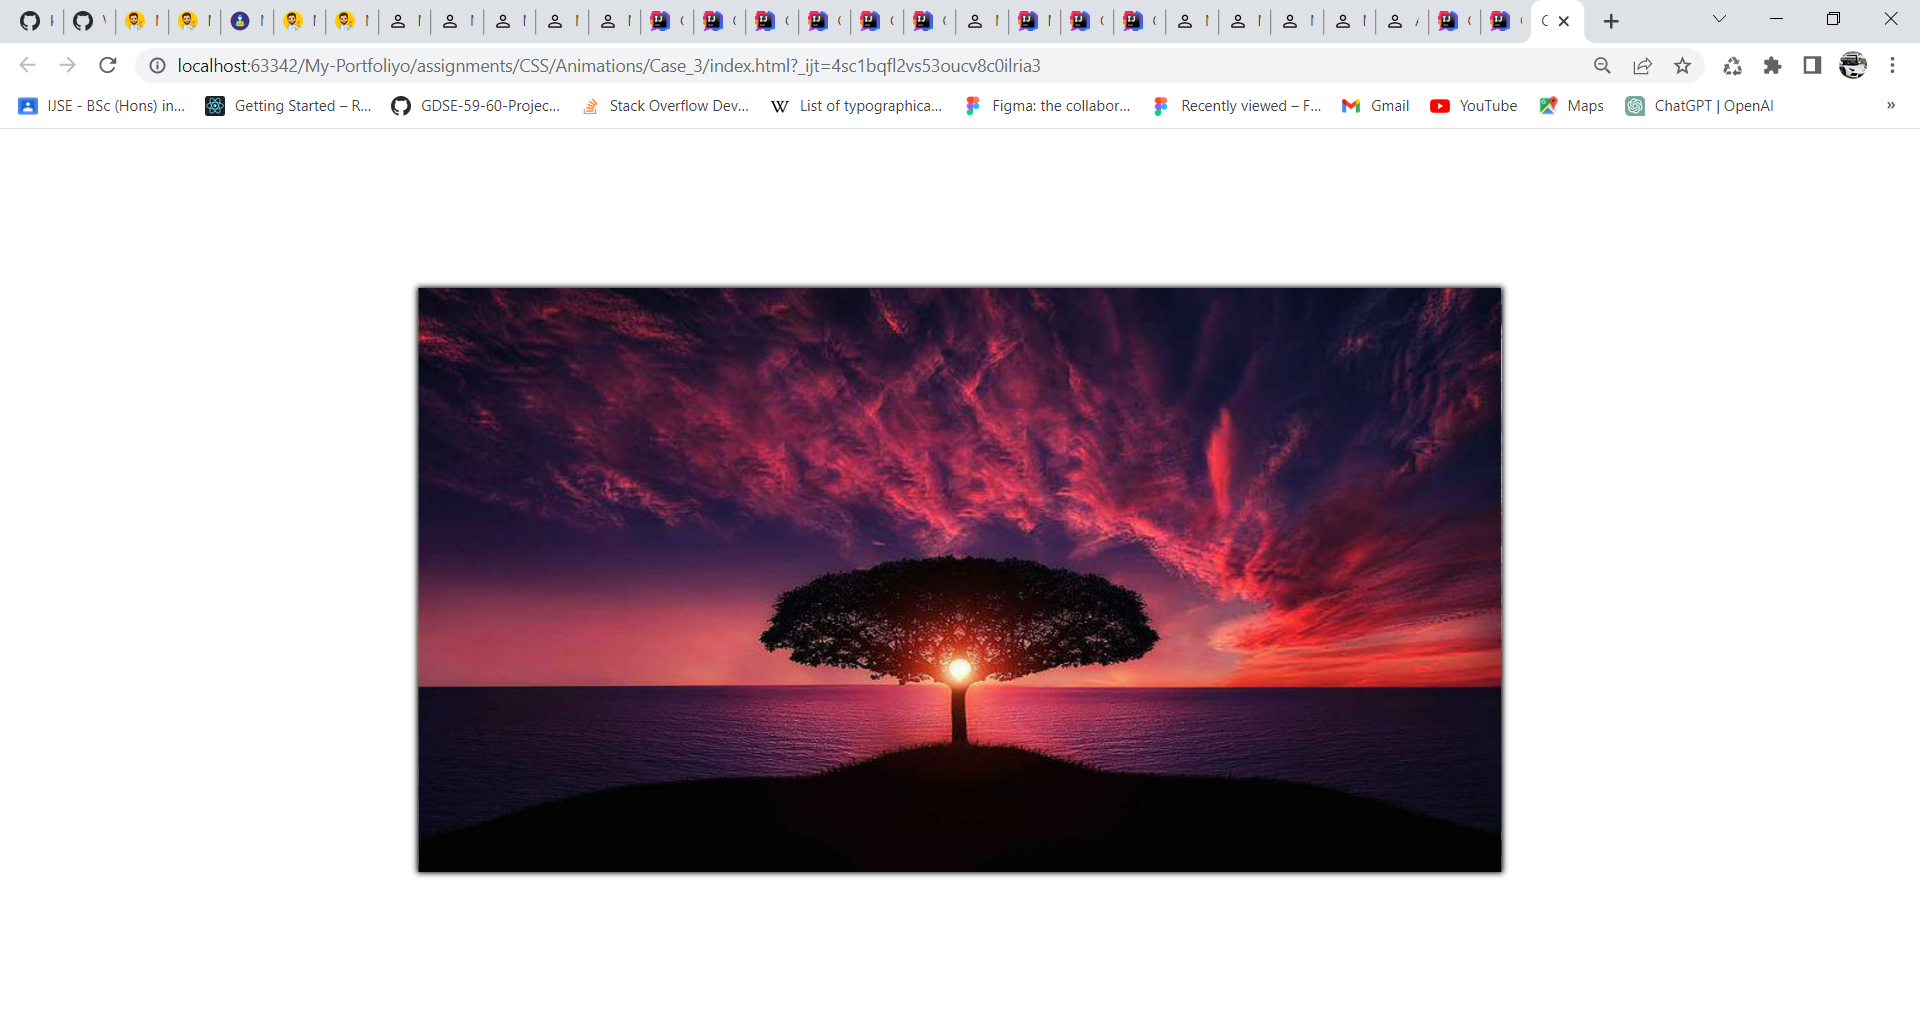 localhost:63342/My-Portfoliyo/assignments/CSS/Animations/Case_3/index.html?_ijt=4sc1bqfl2vs53oucv8c0ilria3
IJSE - BSc (Hons) in... Getting Started – R... GDSE-59-60-Projec... Stack Overflow Dev... List of typographica... Figma: the collabor... Recently viewed – F... Gmail YouTube Maps ChatGPT | OpenAI »